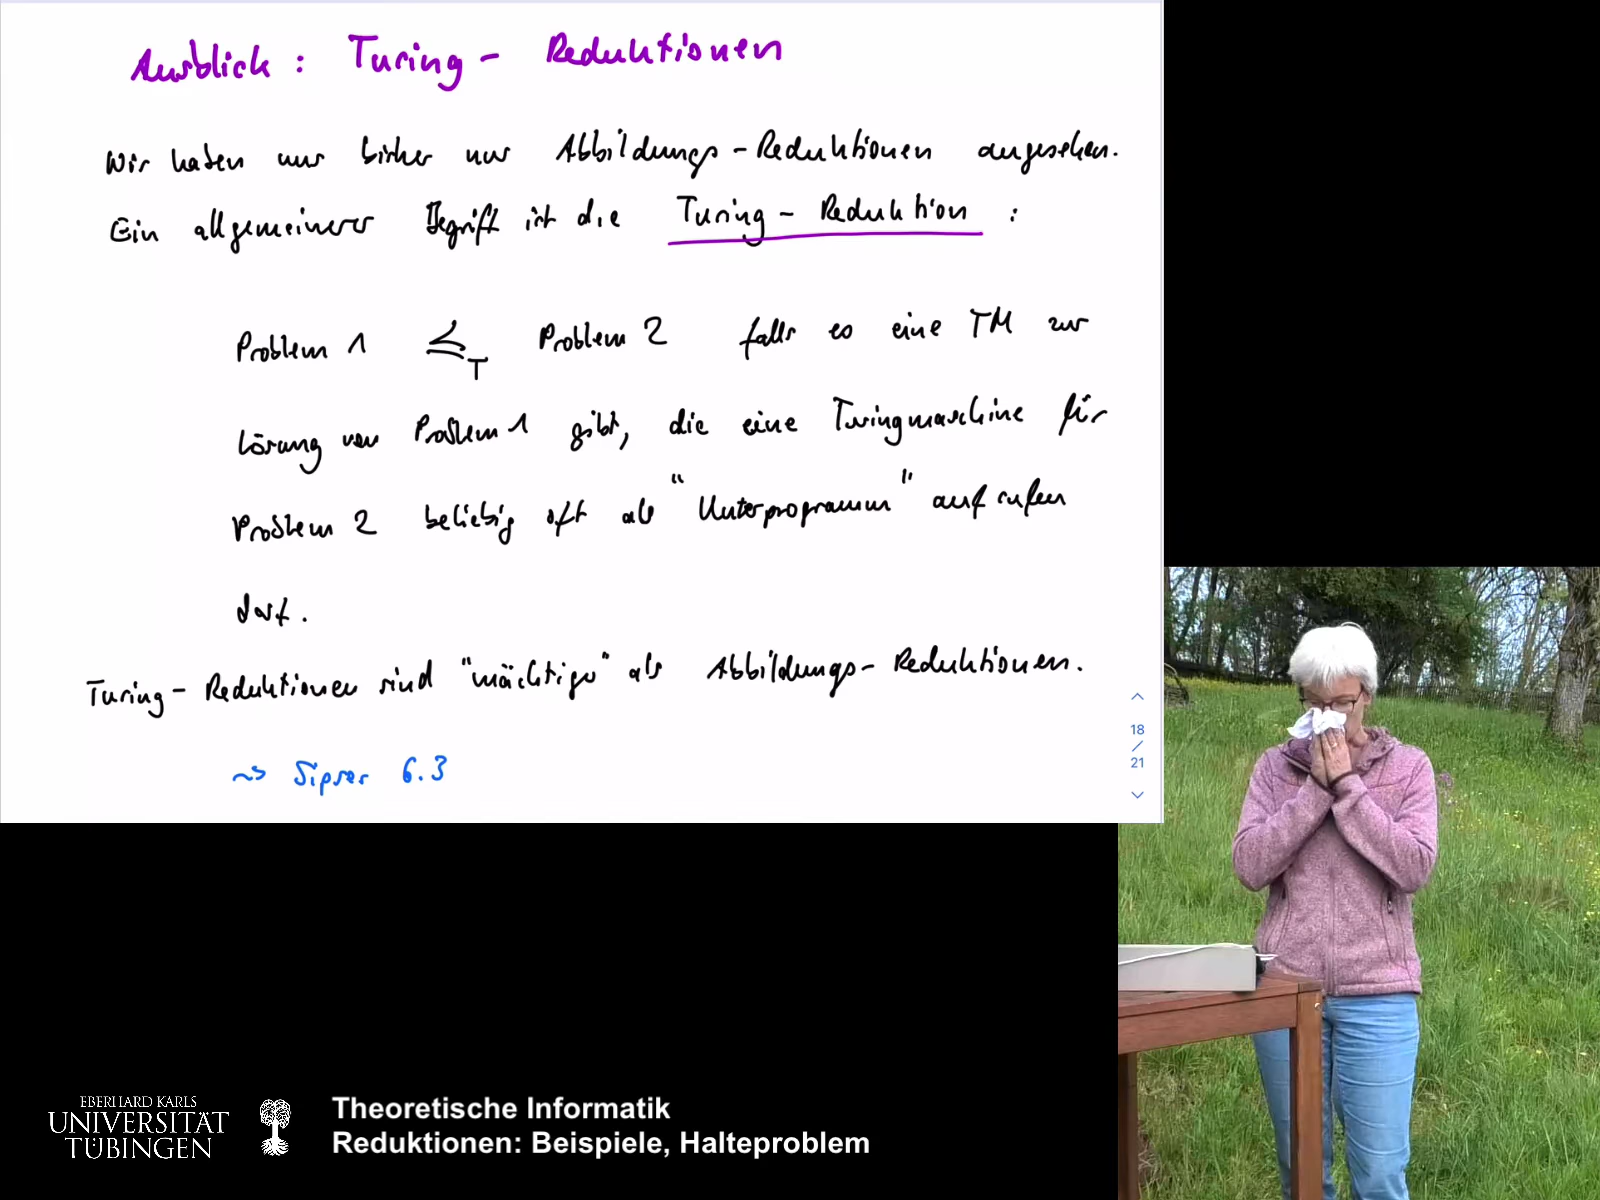 Ausblick: Turing-Reduktionen
Wir haben uns bisher nur Abbildungs-Reduktionen angesehen.
Ein allgemeinerer Begriff ist die Turing-Reduktion :
Problem 1 ≤T Problem 2 falls es eine TM zur
Lösung von Problem 1 gibt, die eine Turingmaschine für
Problem 2 beliebig oft als "Unterprogramm" aufrufen
darf.
Turing-Reduktionen sind "mächtiger" als Abbildungs-Reduktionen.
~> Sipser 6.3
18
/
21
EBERHARD KARLS
UNIVERSITÄT
TÜBINGEN
Theoretische Informatik
Reduktionen: Beispiele, Halteproblem